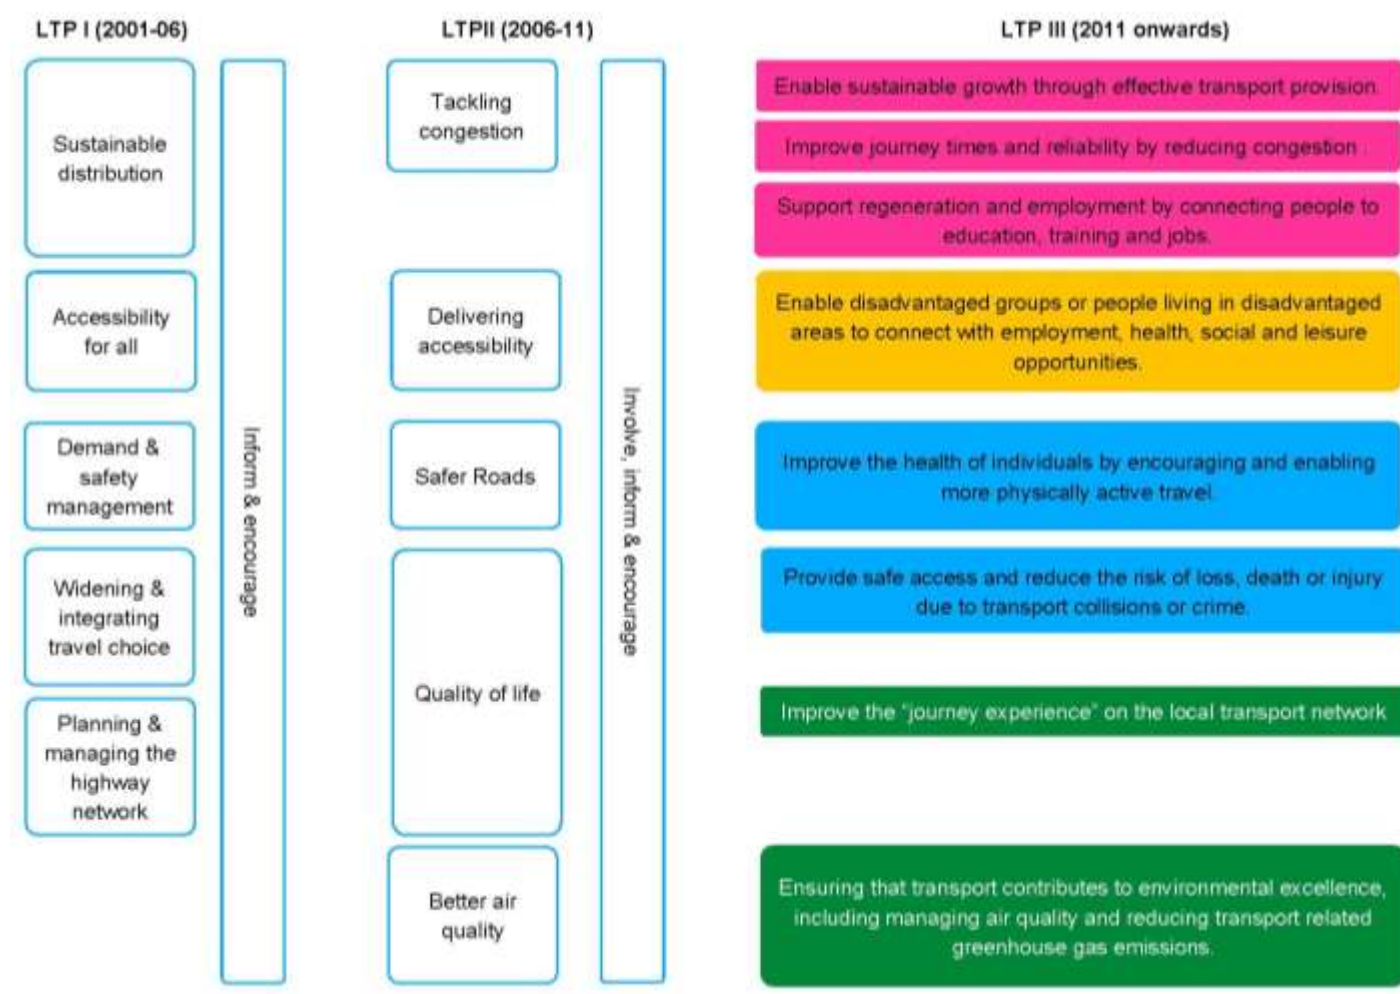 LTP I (2001-06)
Sustainable
distribution
Accessibility
for all
Demand &
safety
management
Widening &
integrating
travel choice
Planning &
managing the
highway
network
Inform & encourage
LTPII (2006-11)
Tackling
congestion
Delivering
accessibility
Safer Roads
Quality of life
Better air
quality
Involve, inform & encourage
LTP III (2011 onwards)
Enable sustainable growth through effective transport provision.
Improve journey times and reliability by reducing congestion .
Support regeneration and employment by connecting people to
education, training and jobs.
Enable disadvantaged groups or people living in disadvantaged
areas to connect with employment, health, social and leisure
opportunities.
Improve the health of individuals by encouraging and enabling
more physically active travel.
Provide safe access and reduce the risk of loss, death or injury
due to transport collisions or crime.
Improve the “journey experience” on the local transport network
Ensuring that transport contributes to environmental excellence,
including managing air quality and reducing transport related
greenhouse gas emissions.